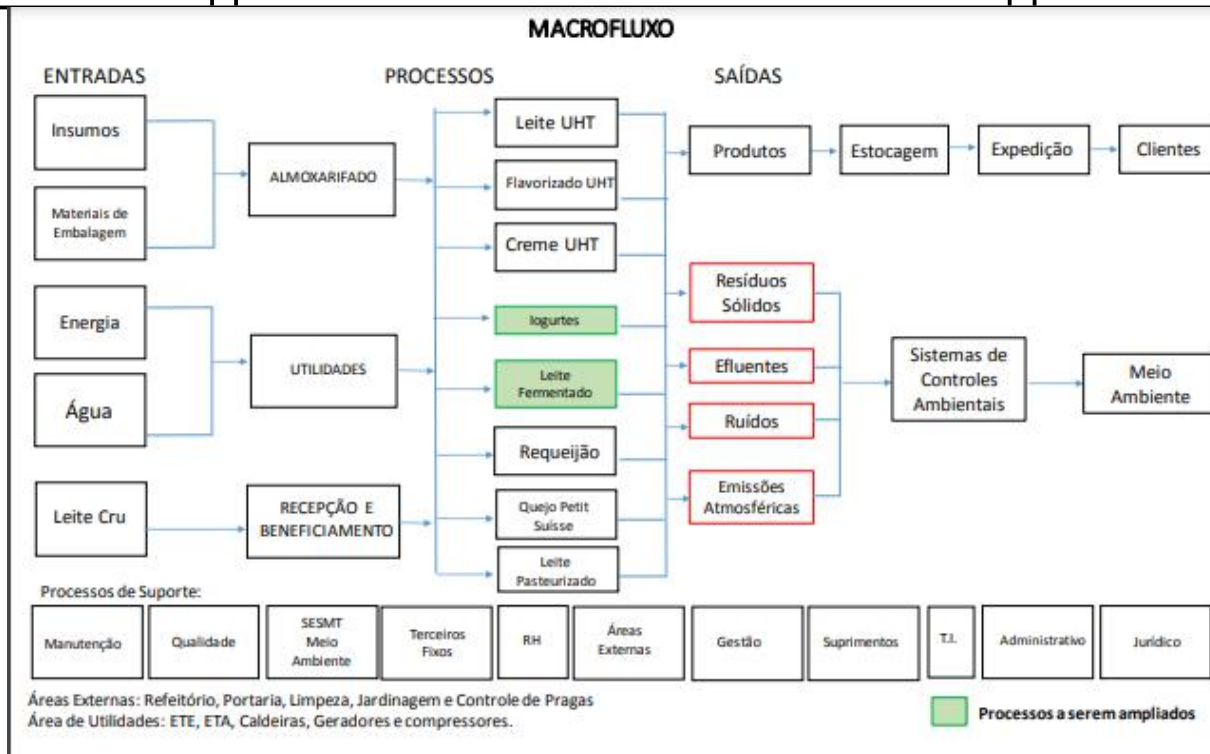 MACROFLUXO
ENTRADAS
PROCESSOS
SAÍDAS
Insumos
Materiais de
Embalagem
Energia
Água
Leite Cru
ALMOXARIFADO
UTILIDADES
RECEPÇÃO E
BENEFICIAMENTO
Leite UHT
Flavorizado UHT
Creme UHT
Iogurtes
Leite
Fermentado
Requeijão
Quejo Petit
Suísse
Leite
Pasteurizado
Produtos
Estocagem
Expedição
Clientes
Resíduos
Sólidos
Efluentes
Ruídos
Emissões
Atmosféricas
Sistemas de
Controles
Ambientais
Meio
Ambiente
Processos de Suporte:
Manutenção
Qualidade
SESMT
Meio
Ambiente
Terceiros
Fixos
RH
Áreas
Externas
Gestão
Suprimentos
T.I.
Administrativo
Jurídico
Áreas Externas: Refeitório, Portaria, Limpeza, Jardinagem e Controle de Pragas
Área de Utilidades: ETE, ETA, Caldeiras, Geradores e compressores.
Processos a serem ampliados